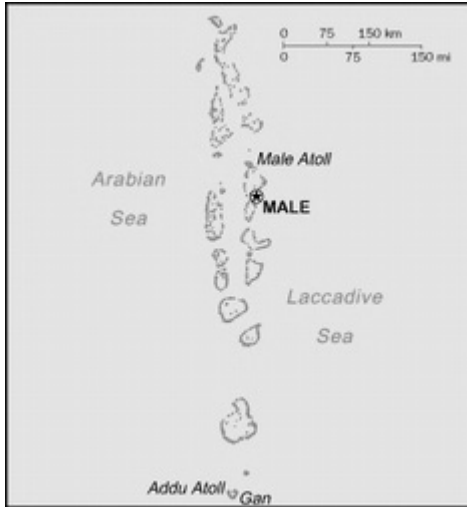 0 75 150 km
0 75 150 mi
Male Atoll
Arabian
Sea
MALE
Laccadive
Sea
Addu Atoll
Gan